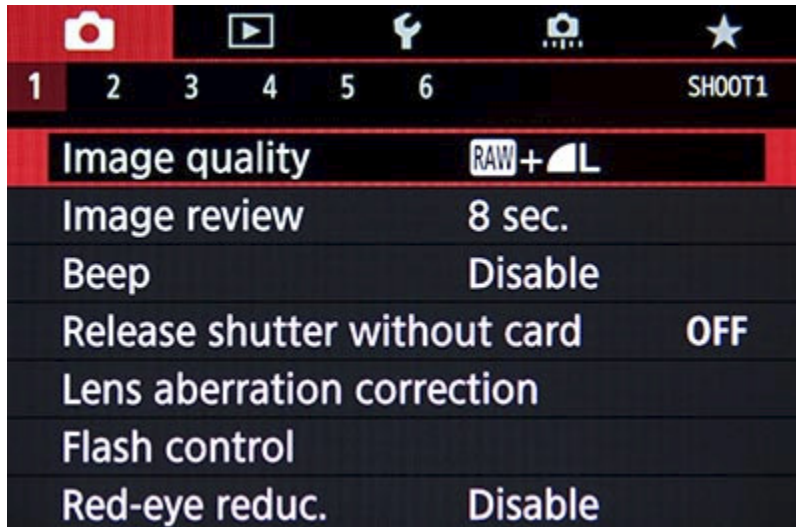 1 2 3 4 5 6 SHOOT1
Image quality RAW+L
Image review 8 sec.
Beep Disable
Release shutter without card OFF
Lens aberration correction
Flash control
Red-eye reduc. Disable